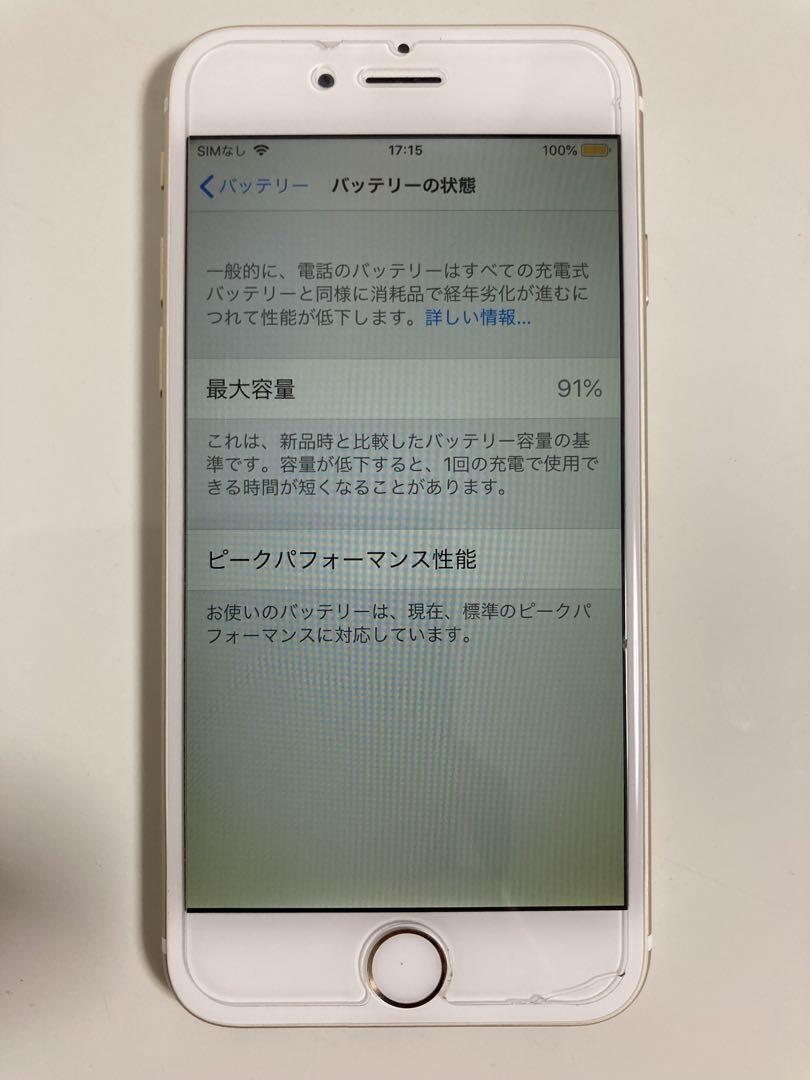 SIMなし 17:15 100%
バッテリー バッテリーの状態
一般的に、電話のバッテリーはすべての充電式
バッテリーと同様に消耗品で経年劣化が進むに
つれて性能が低下します。詳しい情報...
最大容量 91%
これは、新品時と比較したバッテリー容量の基
準です。容量が低下すると、1回の充電で使用で
きる時間が短くなることがあります。
ピークパフォーマンス性能
お使いのバッテリーは、現在、標準のピークパ
フォーマンスに対応しています。